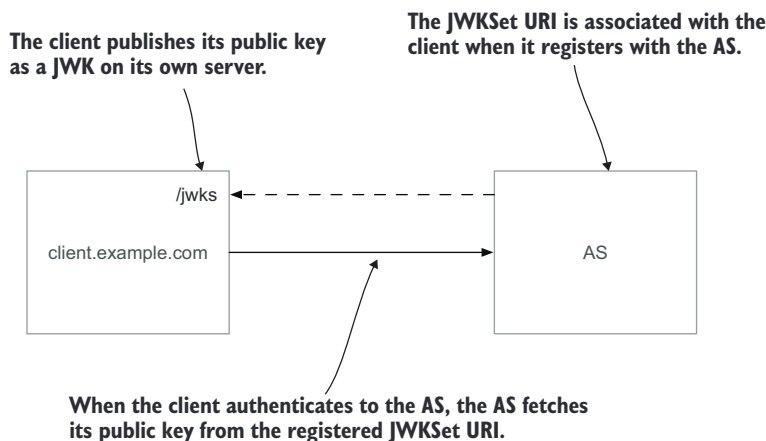 The client publishes its public key
as a JWK on its own server.
The JWKSet URI is associated with the
client when it registers with the AS.
/jwks
client.example.com
AS
When the client authenticates to the AS, the AS fetches
its public key from the registered JWKSet URI.